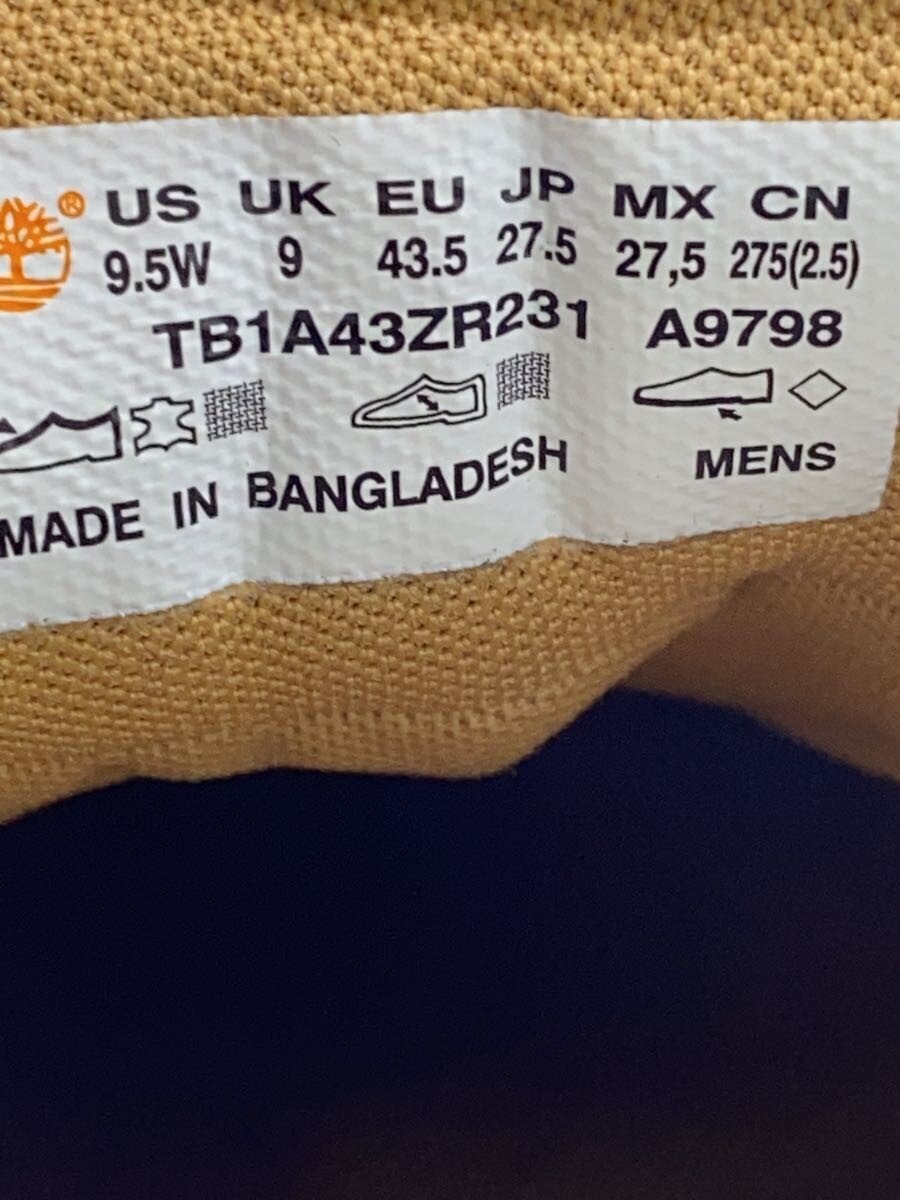 ® US UK EU JP MX CN
9.5W 9 43.5 27.5 27,5 275(2.5)
TB1A43ZR231 A9798
MADE IN BANGLADESH MENS